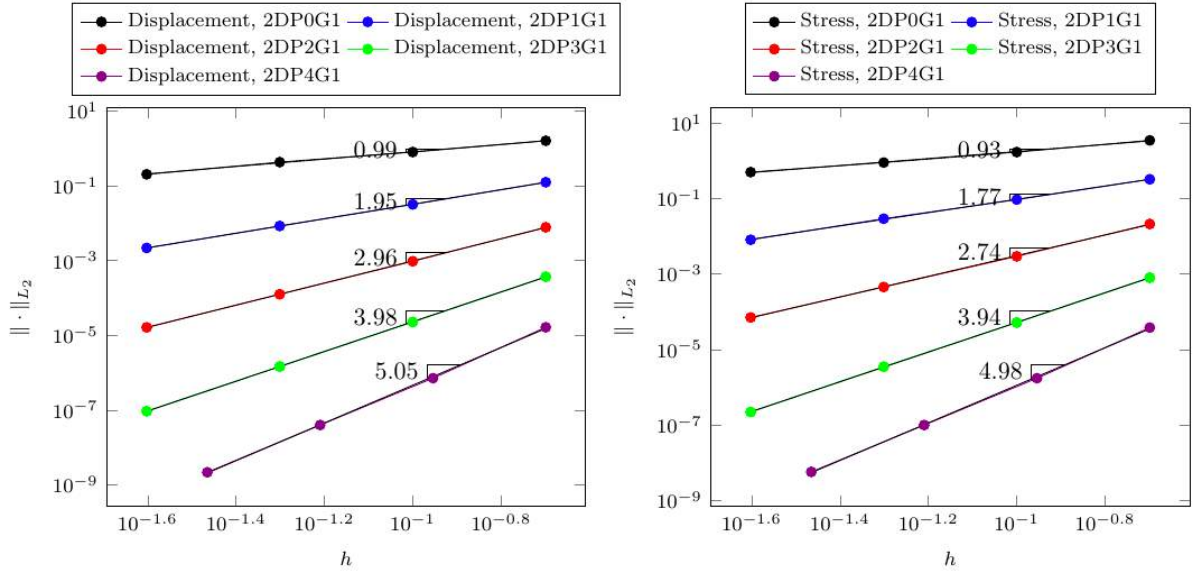 Displacement, 2DP0G1 Displacement, 2DP1G1
Displacement, 2DP2G1 Displacement, 2DP3G1
Displacement, 2DP4G1
10^1
10^−1
10^−3
10^−5
10^−7
10^−9
‖ · ‖_{L_2}
0.99
1.95
2.96
3.98
5.05
10^−1.6 10^−1.4 10^−1.2 10^−1 10^−0.8
h
Stress, 2DP0G1 Stress, 2DP1G1
Stress, 2DP2G1 Stress, 2DP3G1
Stress, 2DP4G1
10^1
10^−1
10^−3
10^−5
10^−7
10^−9
‖ · ‖_{L_2}
0.93
1.77
2.74
3.94
4.98
10^−1.6 10^−1.4 10^−1.2 10^−1 10^−0.8
h